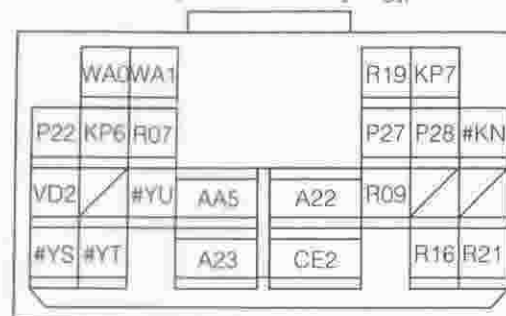 WA0 WA1 R19 KP7
P22 KP6 R07 P27 P28 #KN
VD2 #YU AA5 A22 R09
#YS #YT A23 CE2 R16 R21